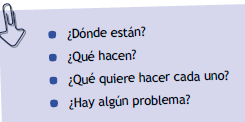 ¿Dónde están?
¿Qué hacen?
¿Qué quiere hacer cada uno?
¿Hay algún problema?